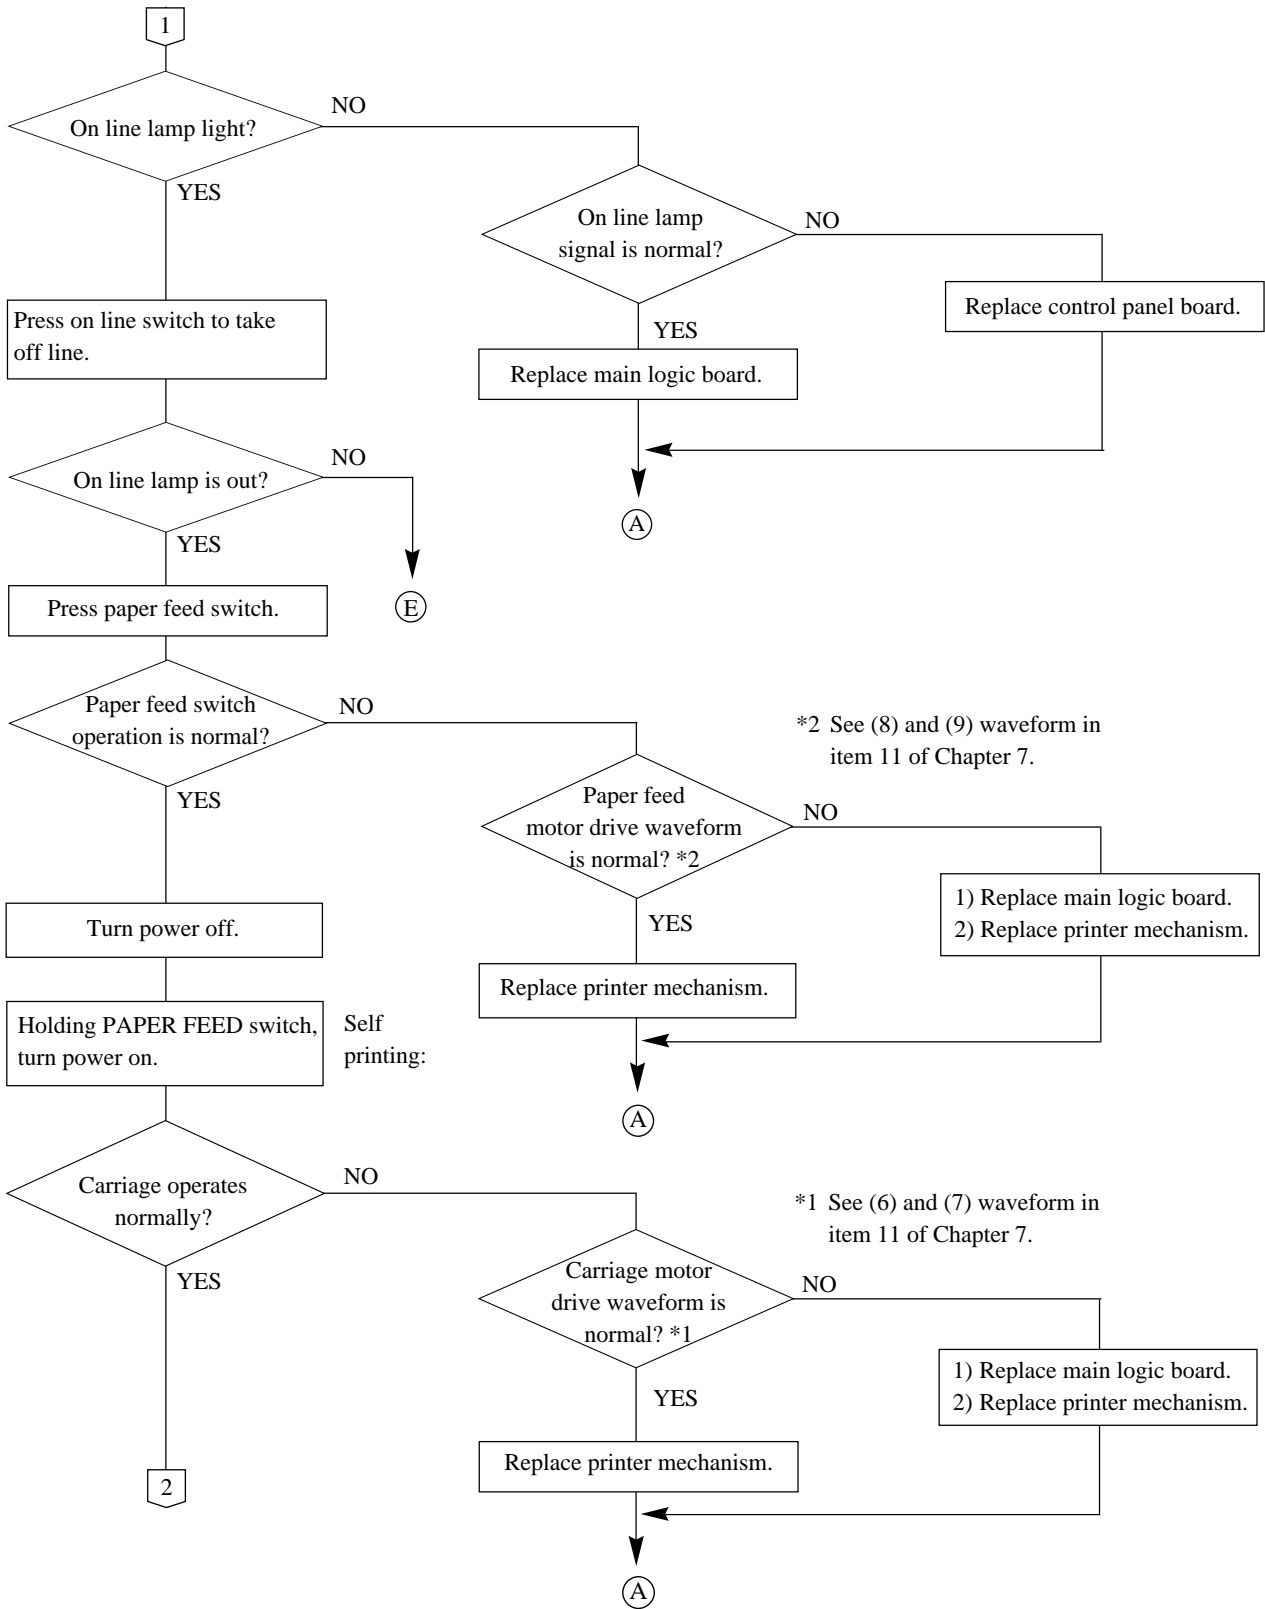 1
On line lamp light?
NO
YES
On line lamp
signal is normal?
NO
YES
Replace control panel board.
Press on line switch to take
off line.
Replace main logic board.
On line lamp is out?
NO
YES
A
E
Press paper feed switch.
Paper feed switch
operation is normal?
NO
YES
*2 See (8) and (9) waveform in
item 11 of Chapter 7.
Paper feed
motor drive waveform
is normal? *2
NO
YES
1) Replace main logic board.
2) Replace printer mechanism.
Turn power off.
Replace printer mechanism.
Holding PAPER FEED switch,
turn power on.
Self
printing:
A
Carriage operates
normally?
NO
YES
*1 See (6) and (7) waveform in
item 11 of Chapter 7.
Carriage motor
drive waveform is
normal? *1
NO
YES
1) Replace main logic board.
2) Replace printer mechanism.
Replace printer mechanism.
2
A